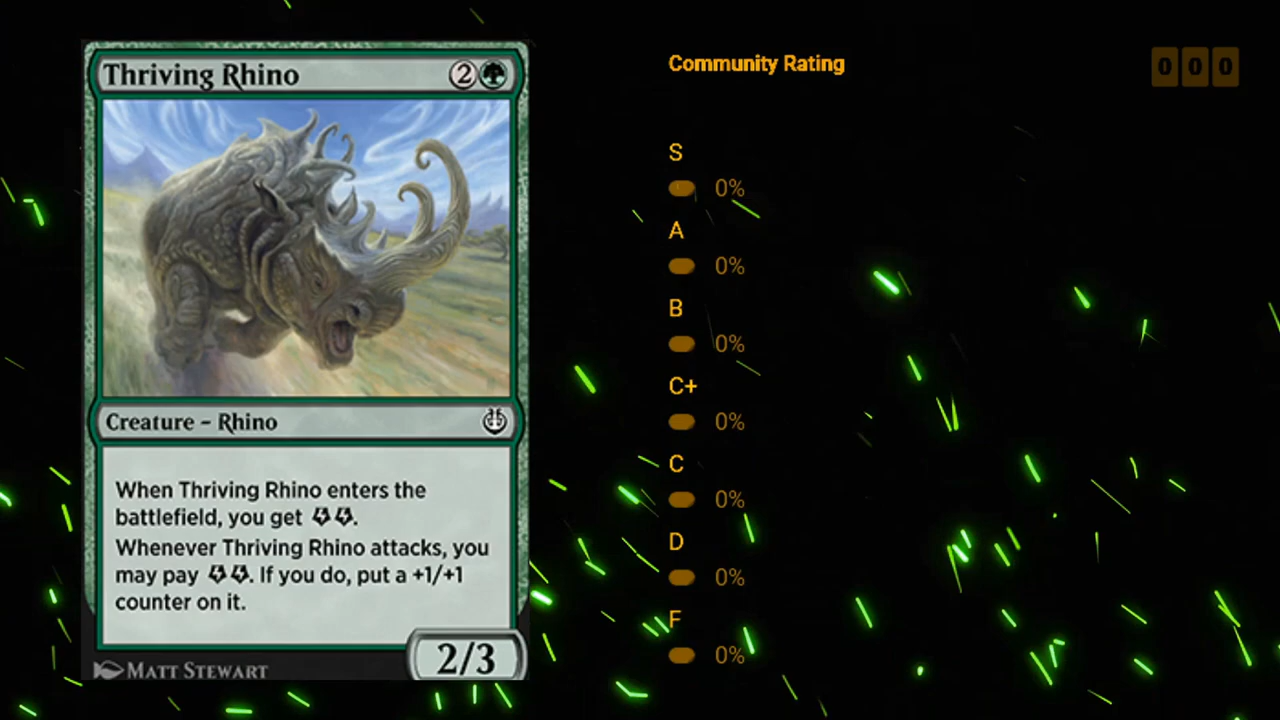 Thriving Rhino 2
Creature – Rhino
When Thriving Rhino enters the
battlefield, you get .
Whenever Thriving Rhino attacks, you
may pay . If you do, put a +1/+1
counter on it.
2/3
MATT STEWART
Community Rating
000
S
0%
A
0%
B
0%
C+
0%
C
0%
D
0%
F
0%